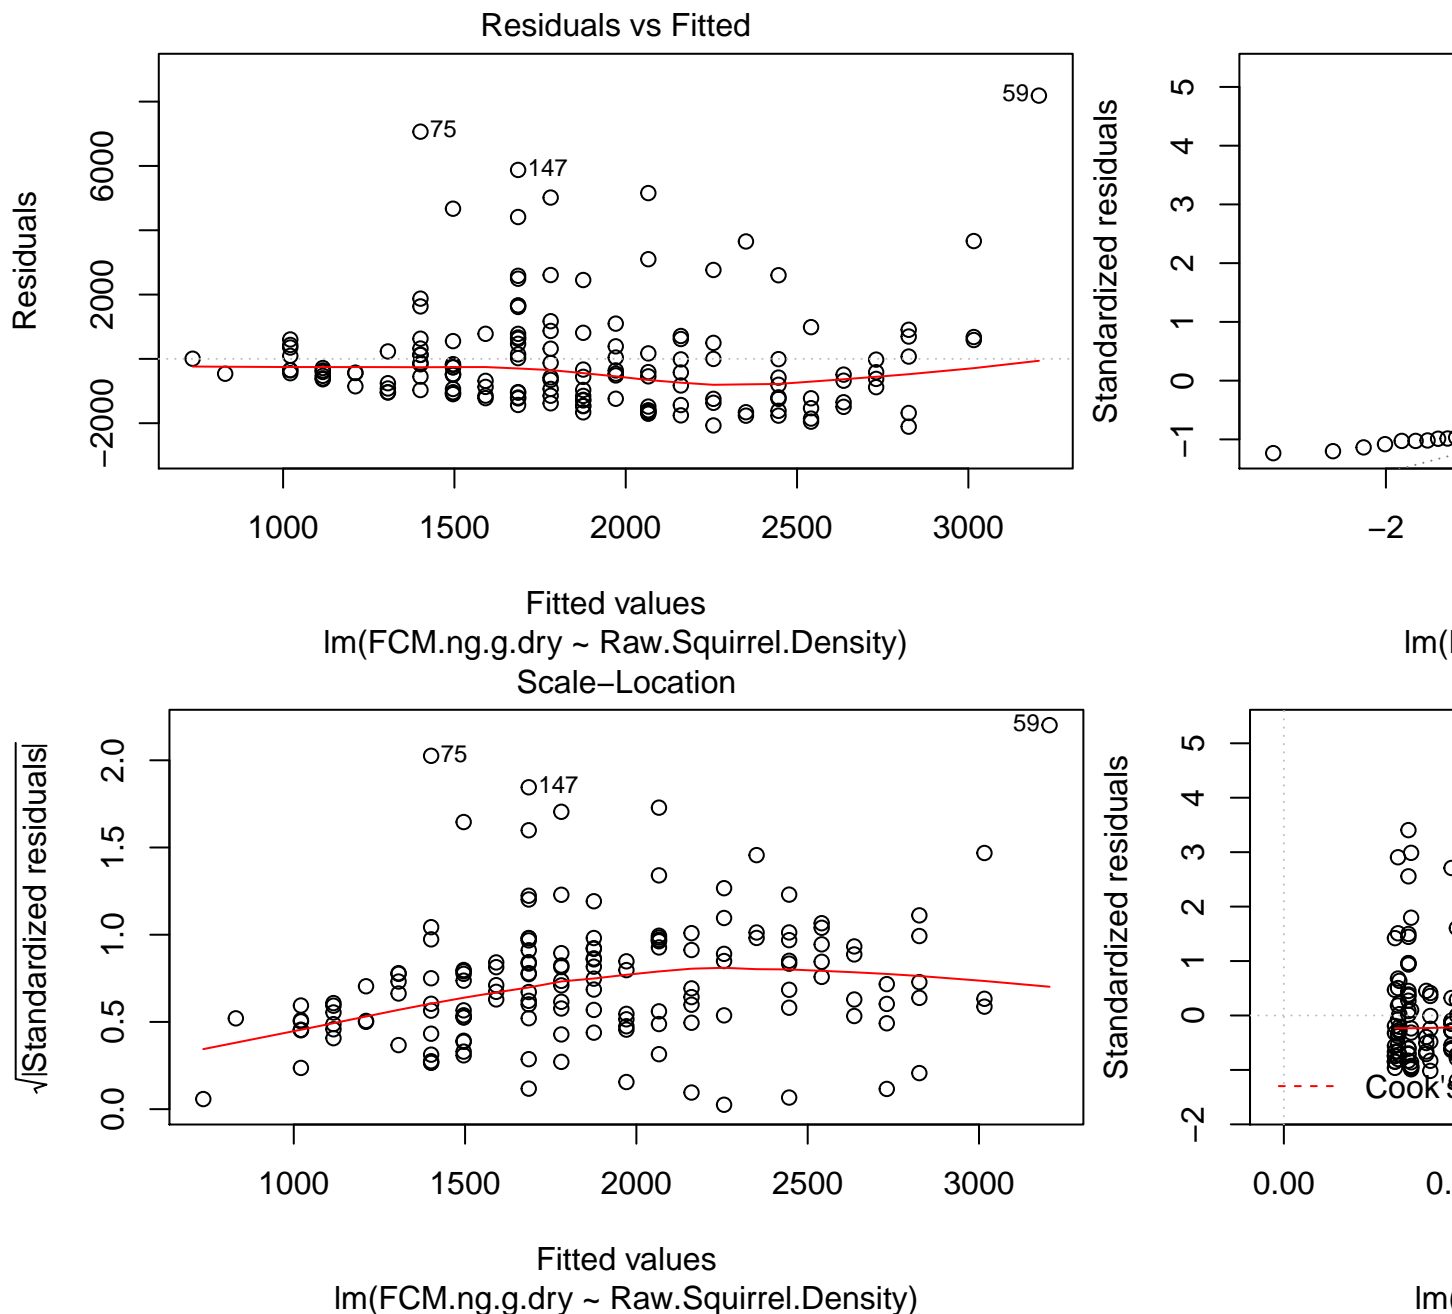 Residuals vs Fitted
Residuals
−2000
2000
6000
75
147
59
1000 1500 2000 2500 3000
Fitted values
lm(FCM.ng.g.dry ~ Raw.Squirrel.Density)
Standardized residuals
−1 0 1 2 3 4 5
−2
lm(
Scale−Location
√|Standardized residuals|
0.0 0.5 1.0 1.5 2.0
75
147
59
1000 1500 2000 2500 3000
Fitted values
lm(FCM.ng.g.dry ~ Raw.Squirrel.Density)
Standardized residuals
−2 0 1 2 3 4 5
Cook's
0.00 0.
lm(